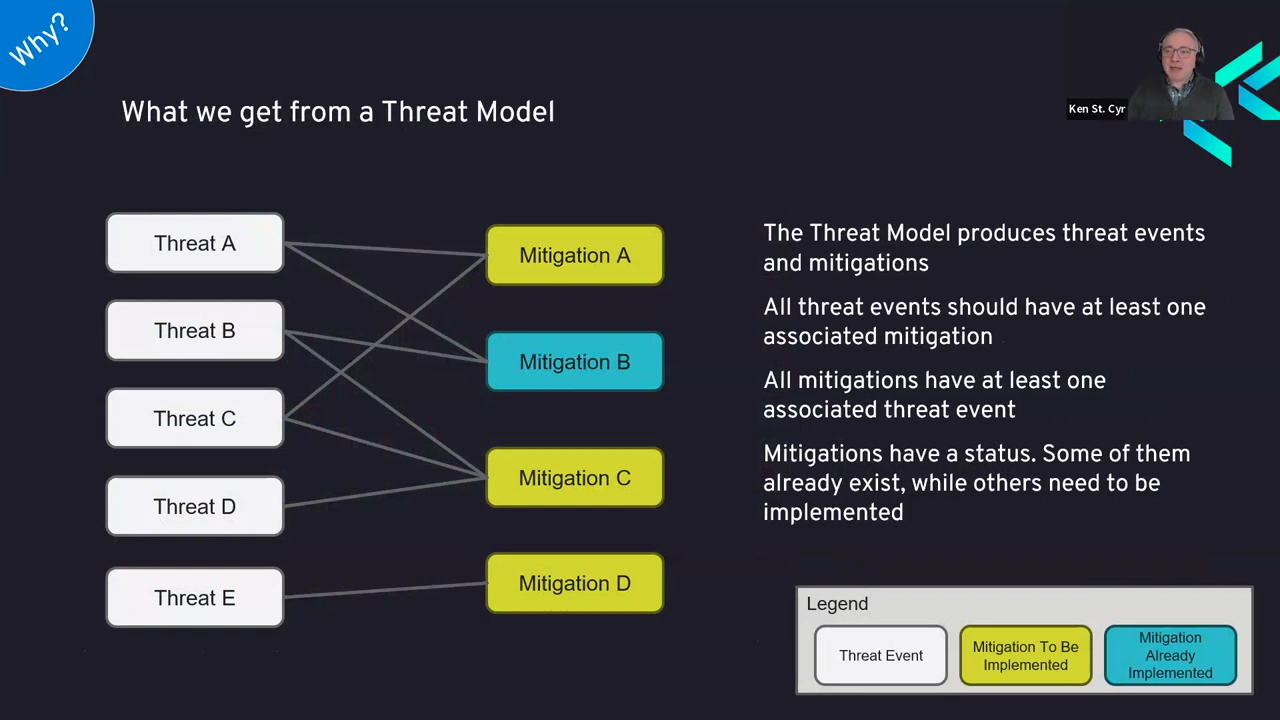 Why?
Ken St. Cyr
What we get from a Threat Model
Threat A
Threat B
Threat C
Threat D
Threat E
Mitigation A
Mitigation B
Mitigation C
Mitigation D
The Threat Model produces threat events
and mitigations
All threat events should have at least one
associated mitigation
All mitigations have at least one
associated threat event
Mitigations have a status. Some of them
already exist, while others need to be
implemented
Legend
Threat Event
Mitigation To Be
Implemented
Mitigation
Already
Implemented